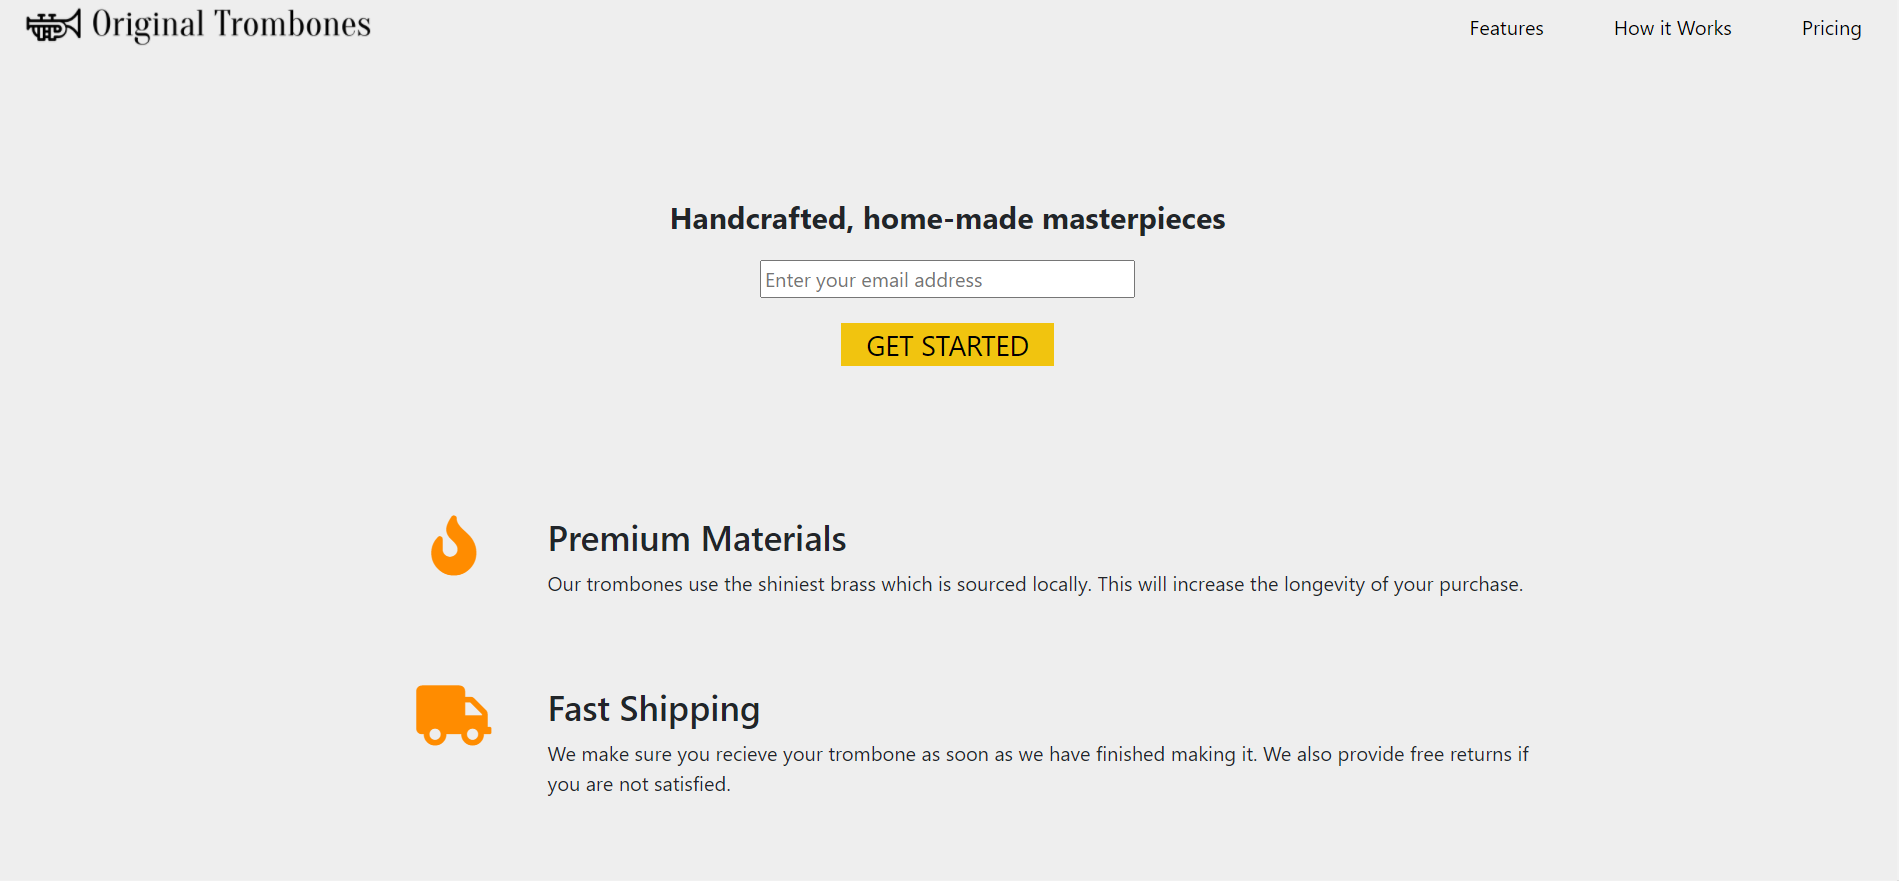 Original Trombones
Features
How it Works
Pricing
Handcrafted, home-made masterpieces
Enter your email address
GET STARTED
Premium Materials
Our trombones use the shiniest brass which is sourced locally. This will increase the longevity of your purchase.
Fast Shipping
We make sure you recieve your trombone as soon as we have finished making it. We also provide free returns if
you are not satisfied.